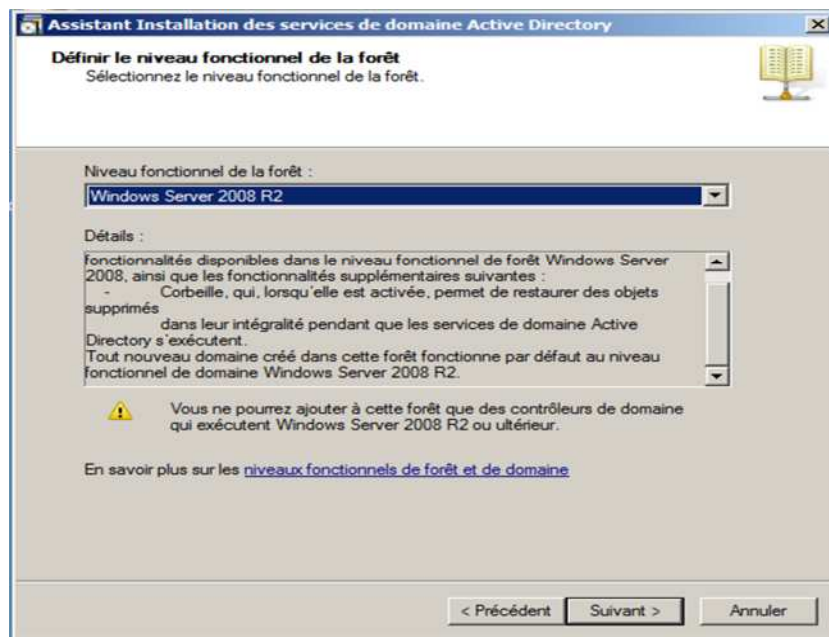 Assistant Installation des services de domaine Active Directory
Définir le niveau fonctionnel de la forêt
Sélectionnez le niveau fonctionnel de la forêt.
Niveau fonctionnel de la forêt :
Windows Server 2008 R2
Détails :
fonctionnalités disponibles dans le niveau fonctionnel de forêt Windows Server
2008, ainsi que les fonctionnalités supplémentaires suivantes :
- Corbeille, qui, lorsqu'elle est activée, permet de restaurer des objets
supprimés
dans leur intégralité pendant que les services de domaine Active
Directory s'exécutent.
Tout nouveau domaine créé dans cette forêt fonctionne par défaut au niveau
fonctionnel de domaine Windows Server 2008 R2.
Vous ne pourrez ajouter à cette forêt que des contrôleurs de domaine
qui exécutent Windows Server 2008 R2 ou ultérieur.
En savoir plus sur les niveaux fonctionnels de forêt et de domaine
< Précédent Suivant > Annuler